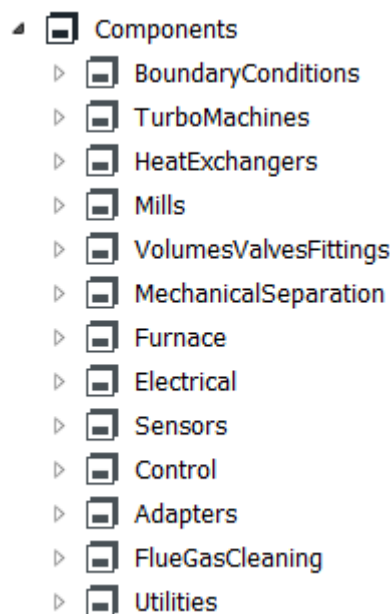 Components
BoundaryConditions
TurboMachines
HeatExchangers
Mills
VolumesValvesFittings
MechanicalSeparation
Furnace
Electrical
Sensors
Control
Adapters
FlueGasCleaning
Utilities